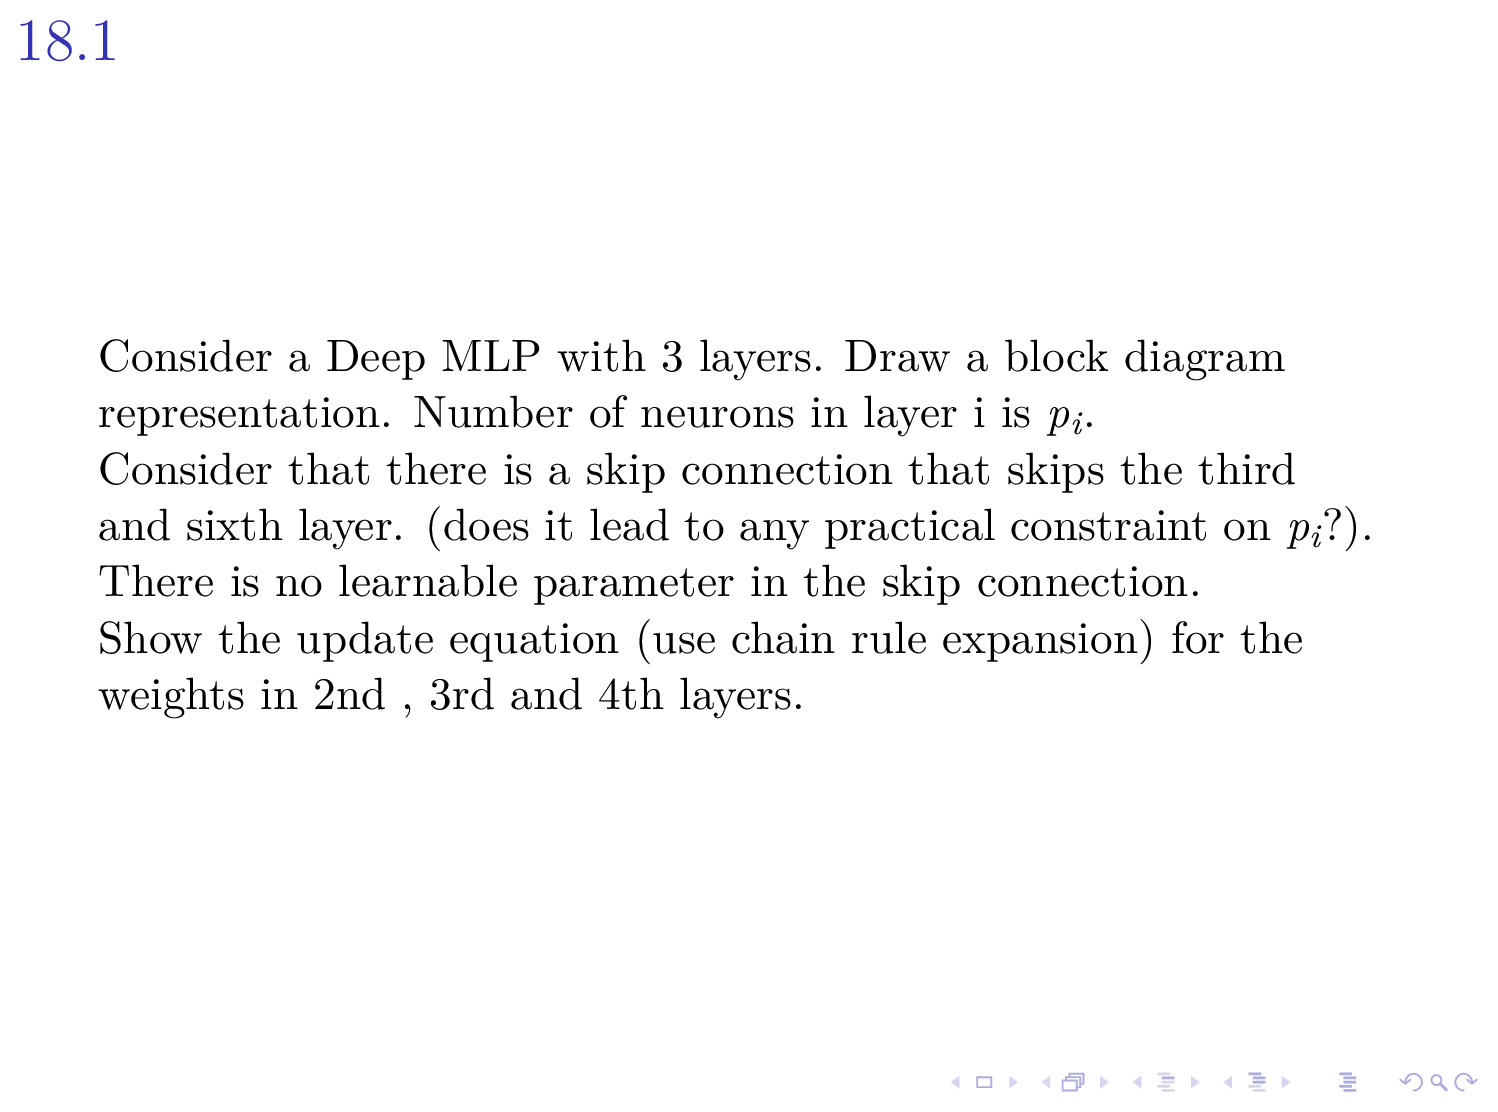 18.1
Consider a Deep MLP with 3 layers. Draw a block diagram
representation. Number of neurons in layer i is pᵢ.
Consider that there is a skip connection that skips the third
and sixth layer. (does it lead to any practical constraint on pᵢ?).
There is no learnable parameter in the skip connection.
Show the update equation (use chain rule expansion) for the
weights in 2nd , 3rd and 4th layers.